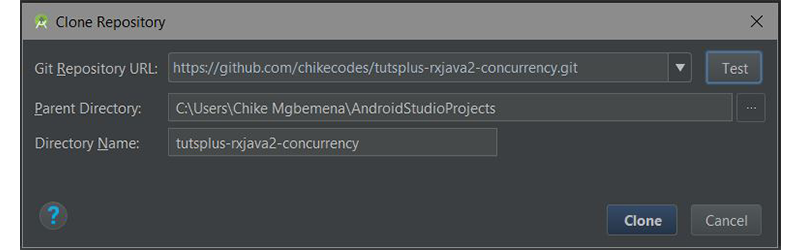 Clone Repository
Git Repository URL: https://github.com/chikecodes/tutsplus-rxjava2-concurrency.git Test
Parent Directory: C:\Users\Chike Mgbemena\AndroidStudioProjects ...
Directory Name: tutsplus-rxjava2-concurrency
? Clone Cancel